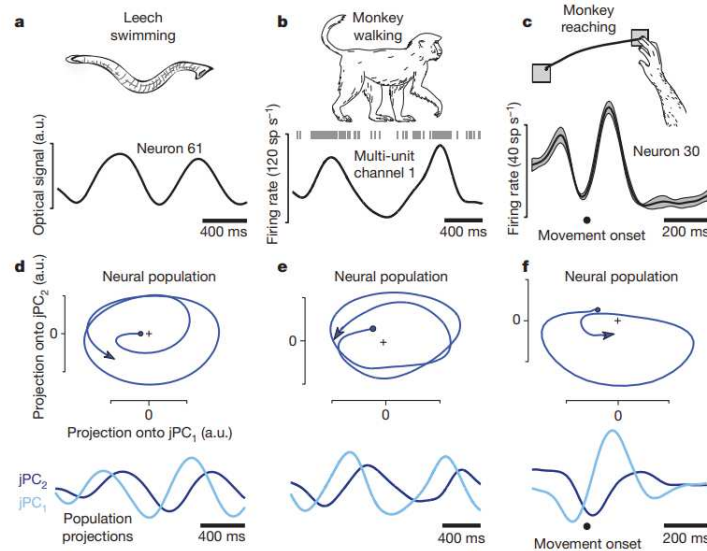 a
Leech
swimming
Optical signal (a.u.)
Neuron 61
400 ms
b
Monkey
walking
Firing rate (120 sp s⁻¹)
Multi-unit
channel 1
400 ms
c
Monkey
reaching
Firing rate (40 sp s⁻¹)
Neuron 30
Movement onset
200 ms
d
Neural population
Projection onto jPC₂ (a.u.)
0
0
Projection onto jPC₁ (a.u.)
jPC₂
jPC₁
Population
projections
400 ms
e
Neural population
0
0
400 ms
f
Neural population
0
0
Movement onset
200 ms